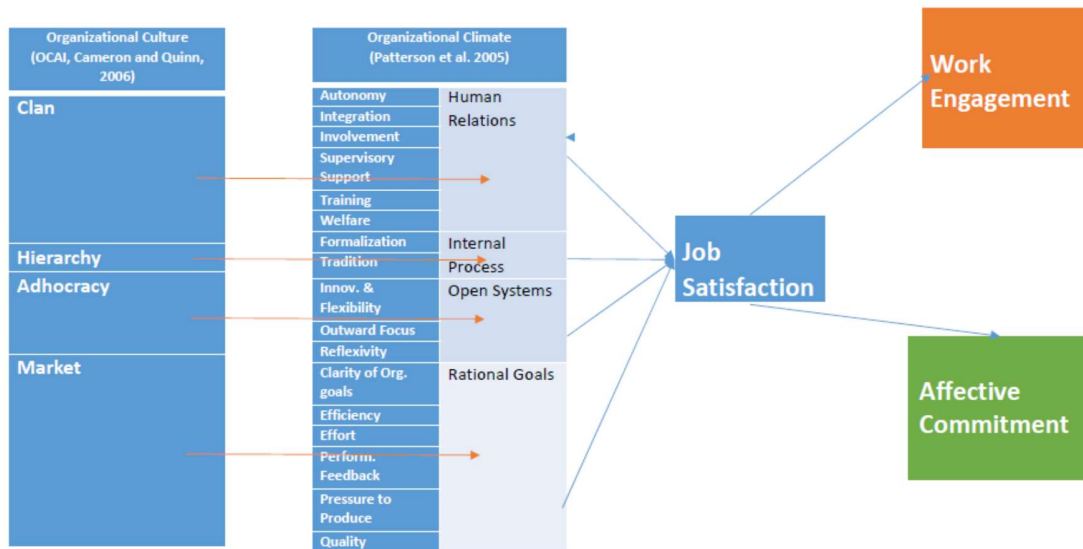 Organizational Culture
(OCAI, Cameron and Quinn,
2006)
Clan
Hierarchy
Adhocracy
Market
Organizational Climate
(Patterson et al. 2005)
Autonomy
Integration
Involvement
Supervisory
Support
Training
Welfare
Formalization
Tradition
Innov. &
Flexibility
Outward Focus
Reflexivity
Clarity of Org.
goals
Efficiency
Effort
Perform.
Feedback
Pressure to
Produce
Quality
Human
Relations
Internal
Process
Open Systems
Rational Goals
Job
Satisfaction
Work
Engagement
Affective
Commitment